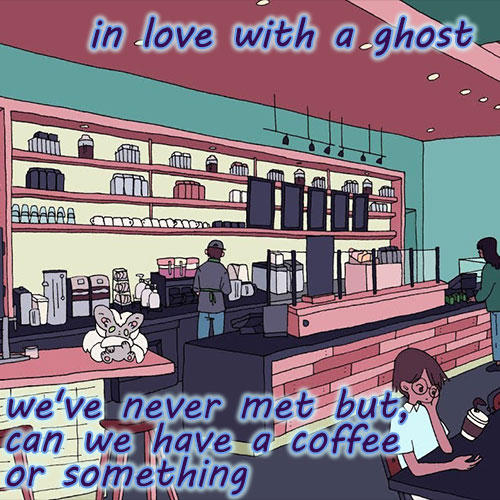 in love with a ghost
we've never met but,
can we have a coffee
or something